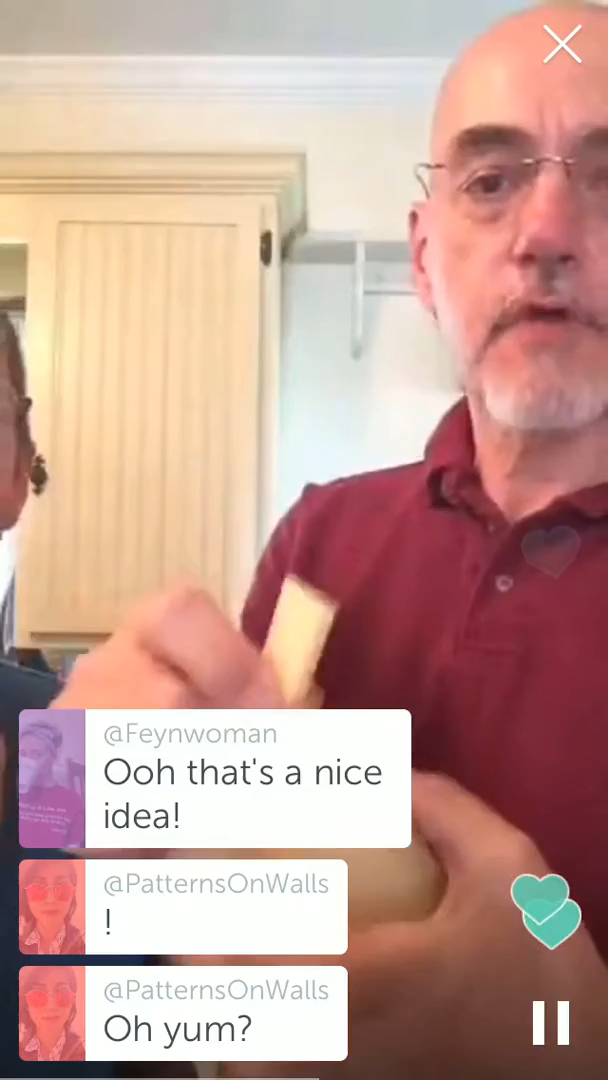 @Feynwoman
Ooh that's a nice
idea!
@PatternsOnWalls
!
@PatternsOnWalls
Oh yum?